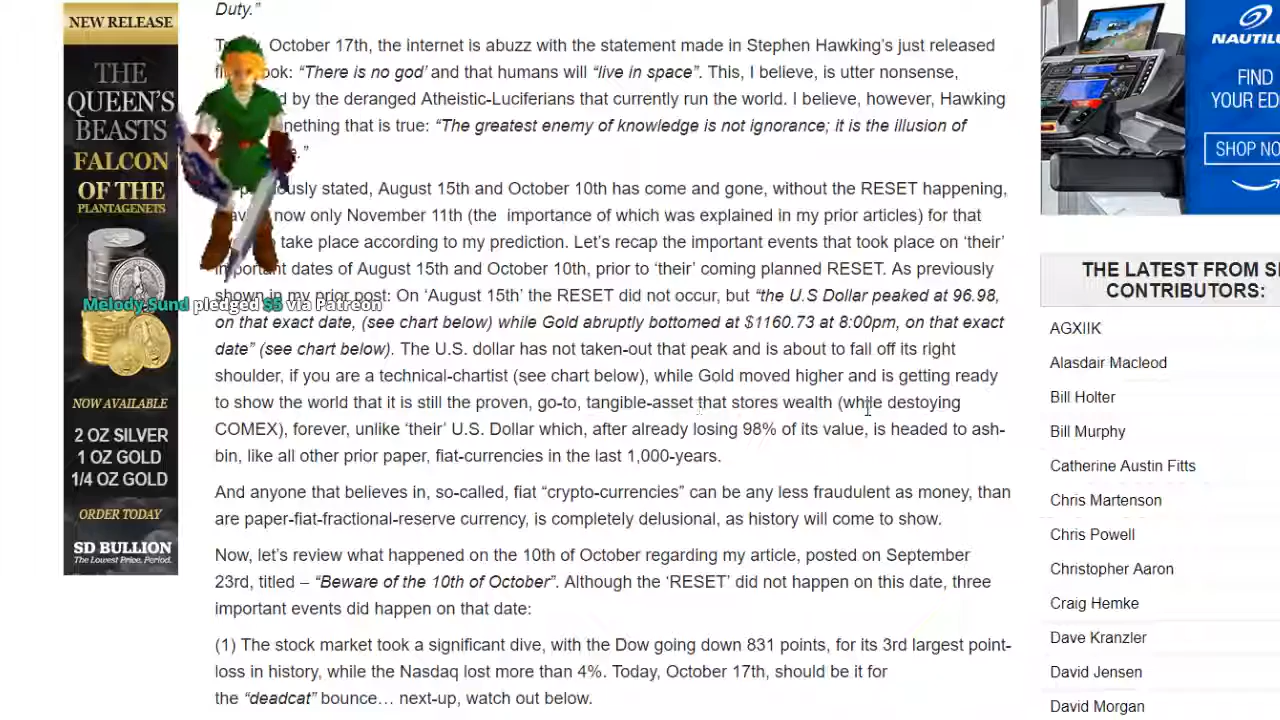 Duty.”
October 17th, the internet is abuzz with the statement made in Stephen Hawking’s just released
ook: “There is no god’ and that humans will “live in space”. This, I believe, is utter nonsense,
d by the deranged Atheistic-Luciferians that currently run the world. I believe, however, Hawking
nething that is true: “The greatest enemy of knowledge is not ignorance; it is the illusion of
.”
usly stated, August 15th and October 10th has come and gone, without the RESET happening,
now only November 11th (the importance of which was explained in my prior articles) for that
take place according to my prediction. Let’s recap the important events that took place on ‘their’
important dates of August 15th and October 10th, prior to ‘their’ coming planned RESET. As previously
shown in my prior post: On ‘August 15th’ the RESET did not occur, but “the U.S Dollar peaked at 96.98,
on that exact date, (see chart below) while Gold abruptly bottomed at $1160.73 at 8:00pm, on that exact
date” (see chart below). The U.S. dollar has not taken-out that peak and is about to fall off its right
shoulder, if you are a technical-chartist (see chart below), while Gold moved higher and is getting ready
to show the world that it is still the proven, go-to, tangible-asset that stores wealth (while destoying
COMEX), forever, unlike ‘their’ U.S. Dollar which, after already losing 98% of its value, is headed to ash-
bin, like all other prior paper, fiat-currencies in the last 1,000-years.
And anyone that believes in, so-called, fiat “crypto-currencies” can be any less fraudulent as money, than
are paper-fiat-fractional-reserve currency, is completely delusional, as history will come to show.
Now, let’s review what happened on the 10th of October regarding my article, posted on September
23rd, titled – “Beware of the 10th of October”. Although the ‘RESET’ did not happen on this date, three
important events did happen on that date:
(1) The stock market took a significant dive, with the Dow going down 831 points, for its 3rd largest point-
loss in history, while the Nasdaq lost more than 4%. Today, October 17th, should be it for
the “deadcat” bounce… next-up, watch out below.
Melody Sund pledged $5 via Patreon
NEW RELEASE
THE
QUEEN’S
BEASTS
FALCON
OF THE
PLANTAGENETS
NOW AVAILABLE
2 OZ SILVER
1 OZ GOLD
1/4 OZ GOLD
ORDER TODAY
SD BULLION
The Lowest Price. Period.
NAUTILU
FIND
YOUR ED
SHOP NO
THE LATEST FROM S
CONTRIBUTORS:
AGXIIK
Alasdair Macleod
Bill Holter
Bill Murphy
Catherine Austin Fitts
Chris Martenson
Chris Powell
Christopher Aaron
Craig Hemke
Dave Kranzler
David Jensen
David Morgan